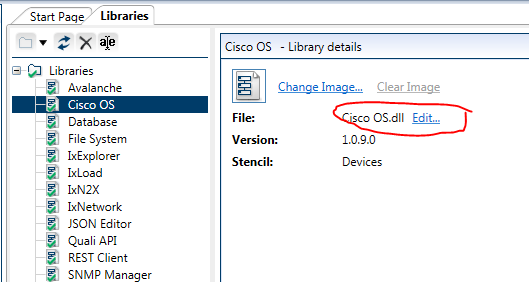 Start Page
Libraries
a|e
Libraries
Avalanche
Cisco OS
Database
File System
IxExplorer
IxLoad
IxN2X
IxNetwork
JSON Editor
Quali API
REST Client
SNMP Manager
Cisco OS - Library details
Change Image... Clear Image
File: Cisco OS.dll Edit...
Version: 1.0.9.0
Stencil: Devices